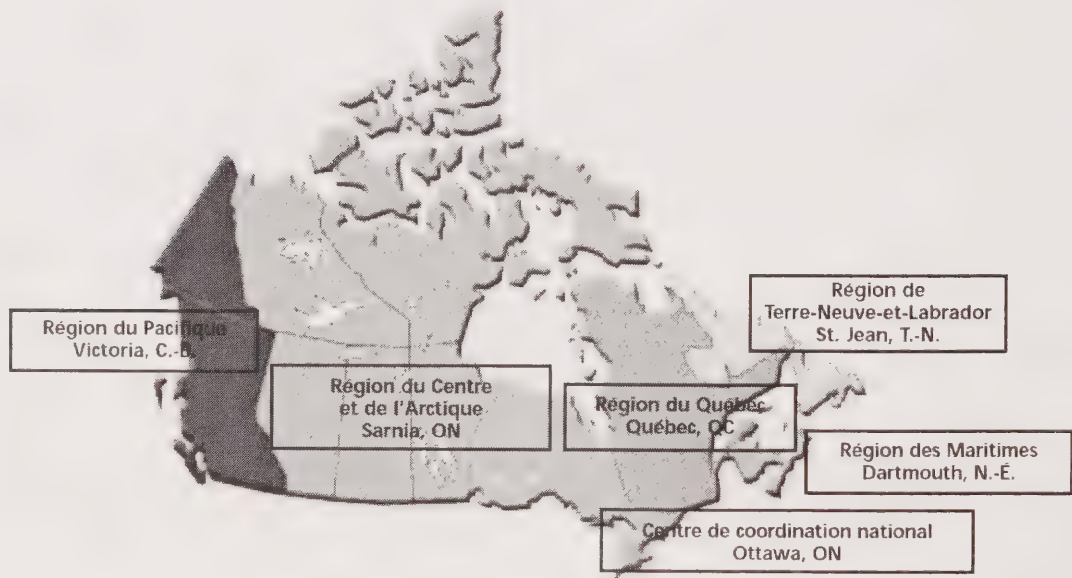 Région de
Terre-Neuve-et-Labrador
St. Jean, T.-N.
Région du Pacifique
Victoria, C.-B.
Région du Centre
et de l'Arctique
Sarnia, ON
Région du Québec
Québec, QC
Région des Maritimes
Dartmouth, N.-É.
Centre de coordination national
Ottawa, ON